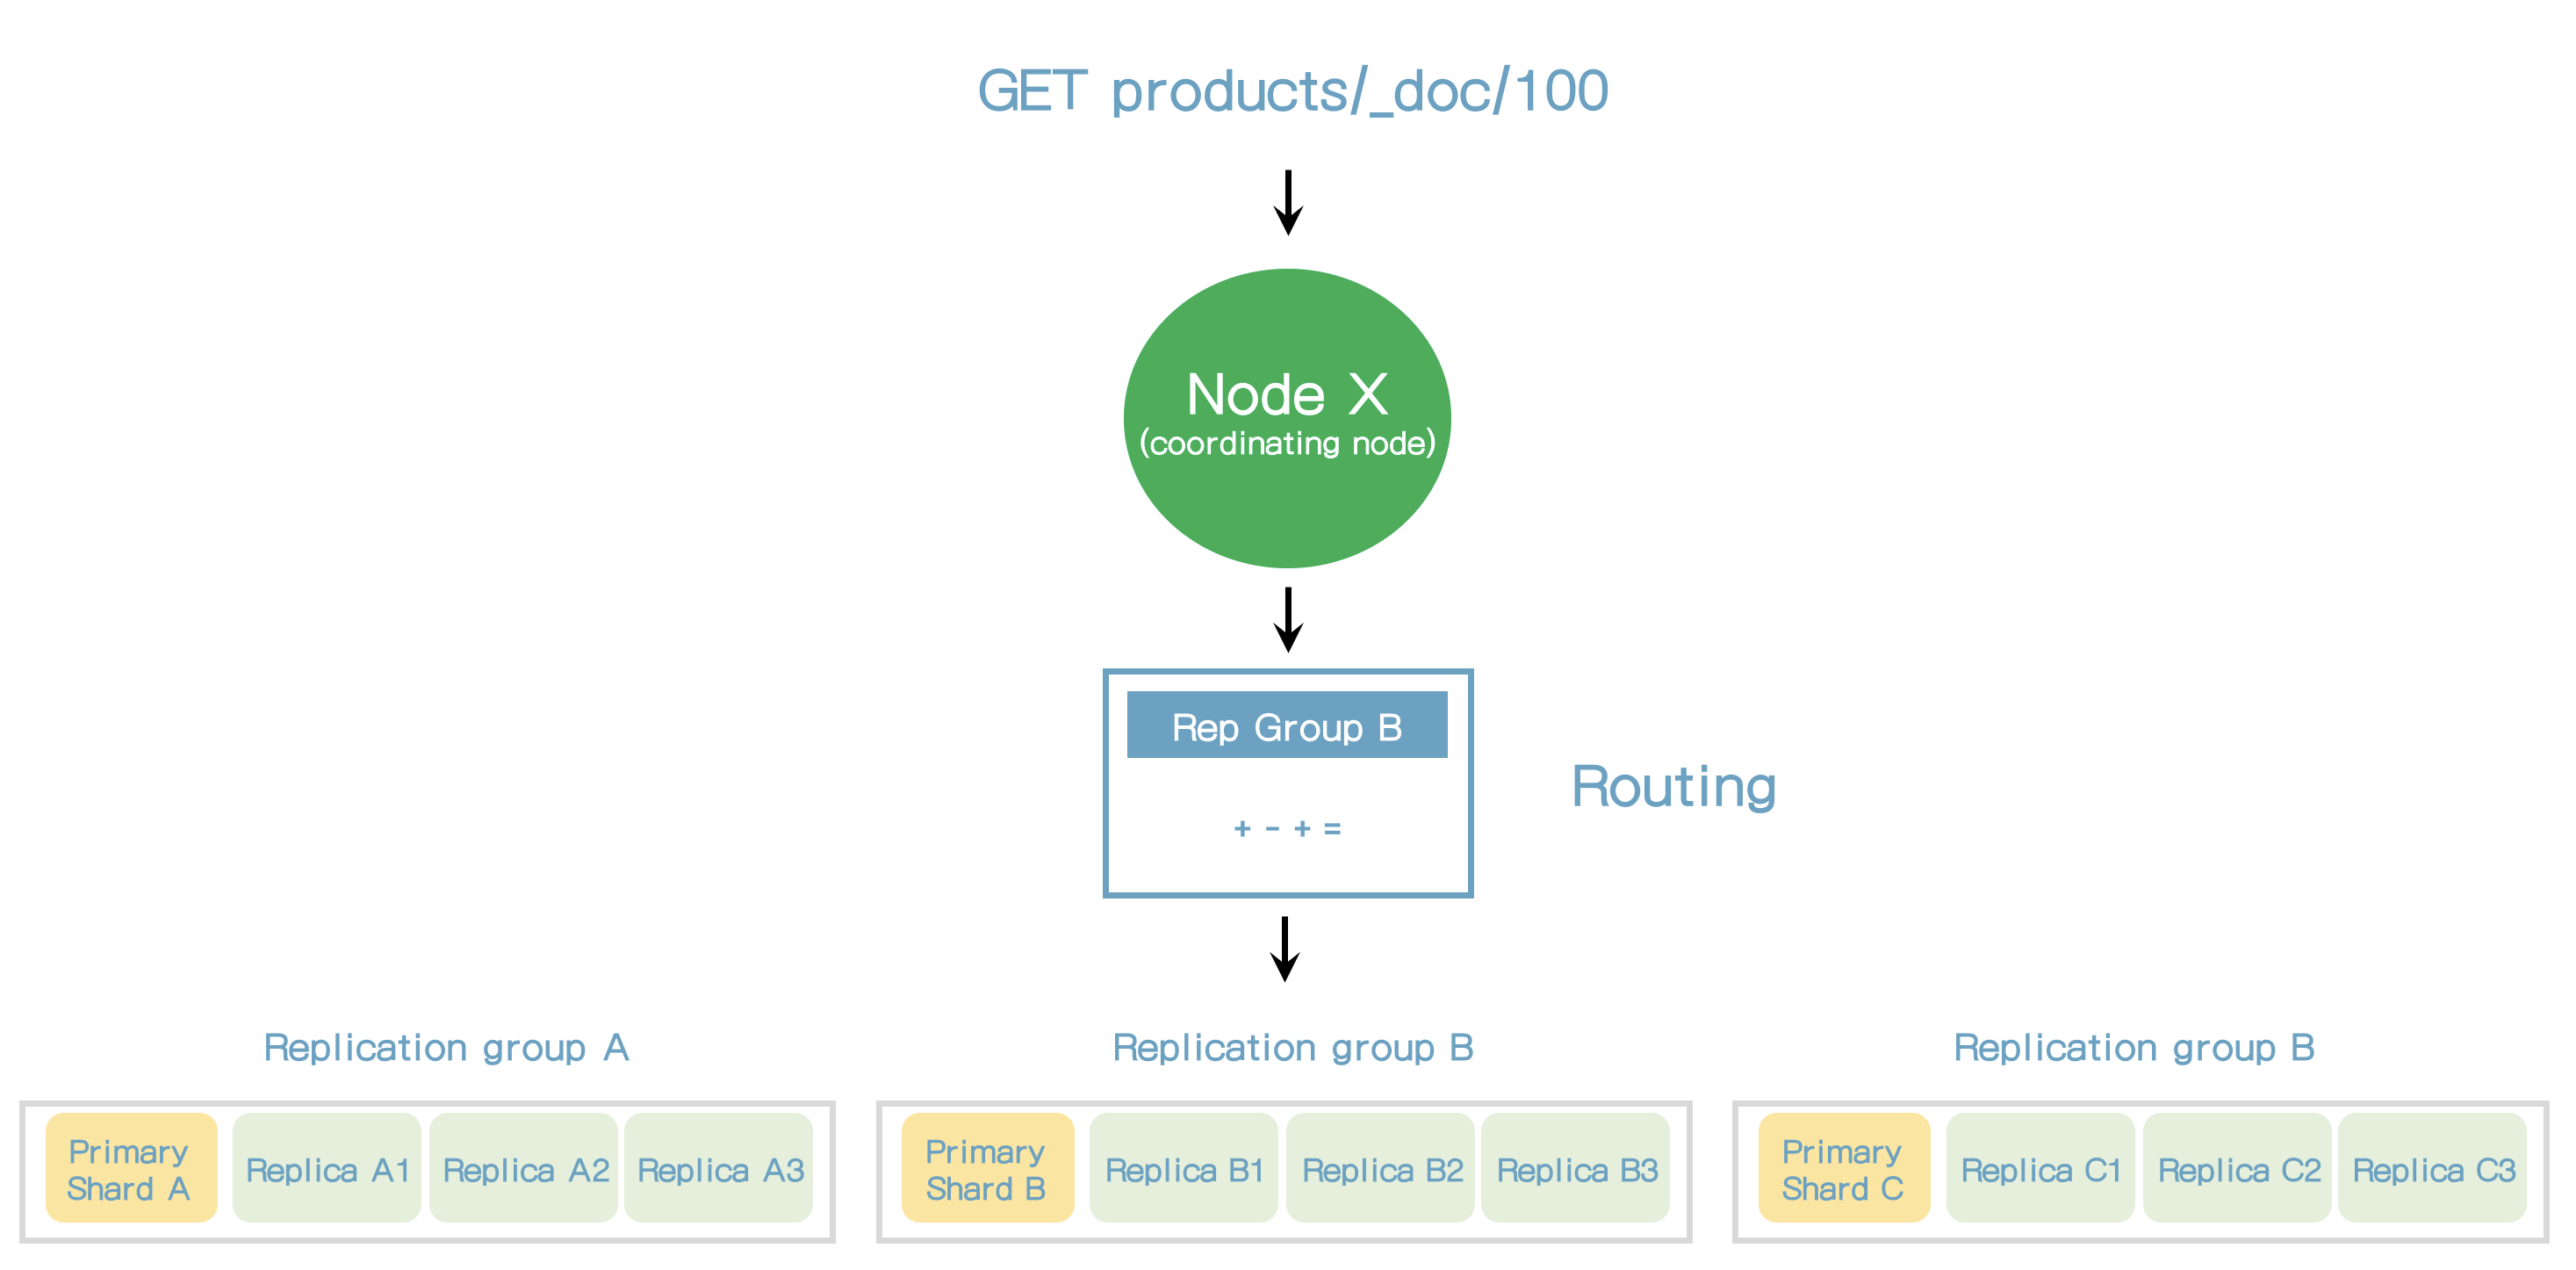 GET products/_doc/100
Node X
(coordinating node)
Rep Group B
+ - + =
Routing
Replication group A
Replication group B
Replication group B
Primary
Shard A
Replica A1
Replica A2
Replica A3
Primary
Shard B
Replica B1
Replica B2
Replica B3
Primary
Shard C
Replica C1
Replica C2
Replica C3